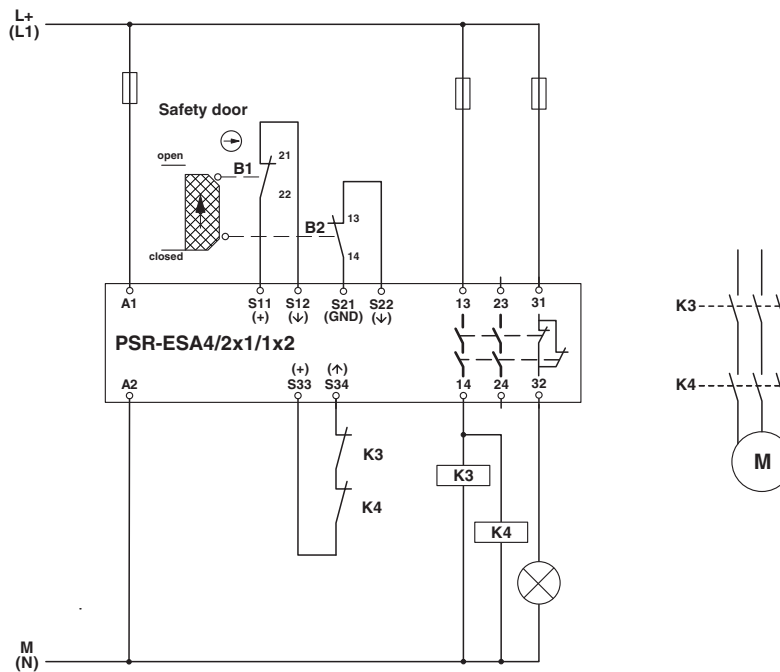 L+
(L1)
Safety door
open
B1
21
22
B2
13
14
closed
A1
S11
(+)
S12
(↓)
S21
(GND)
S22
(↓)
13
23
31
PSR-ESA4/2x1/1x2
A2
(+)
S33
(↑)
S34
14
24
32
K3
K4
K3
K4
K3
K4
M
M
(N)